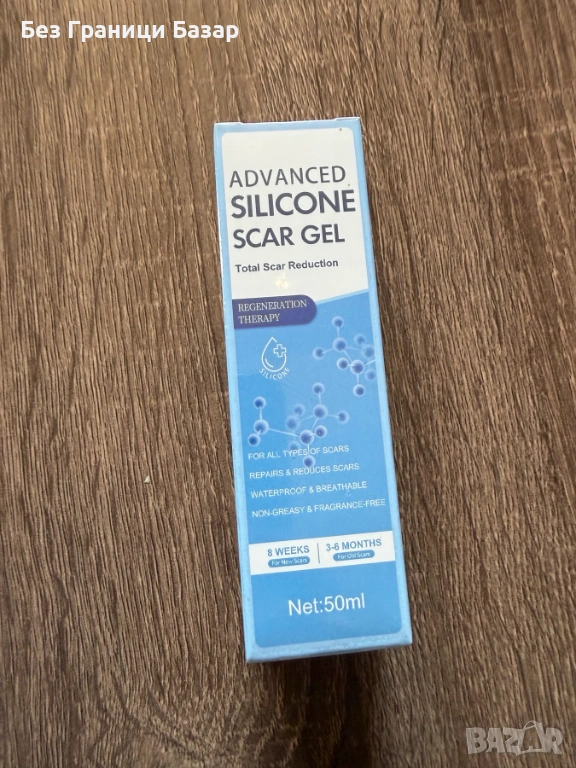 Без Граници Базар
ADVANCED
SILICONE
SCAR GEL
Total Scar Reduction
REGENERATION
THERAPY
SILICONE
FOR ALL TYPES OF SCARS
REPAIRS & REDUCES SCARS
WATERPROOF & BREATHABLE
NON-GREASY & FRAGRANCE-FREE
8 WEEKS
For New Scars
3-6 MONTHS
For Old Scars
Net:50ml
BAZAR